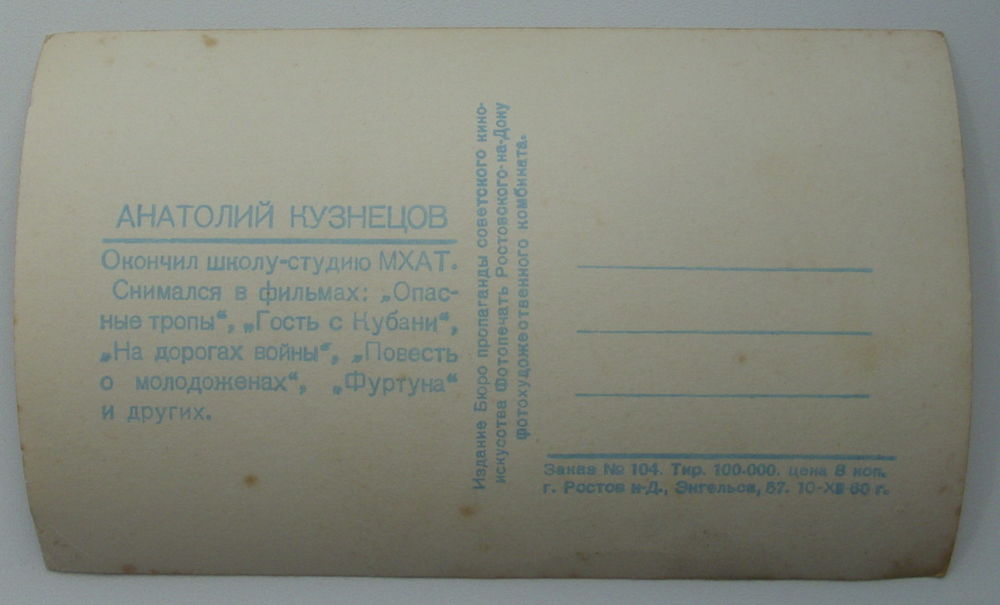 АНАТОЛИЙ КУЗНЕЦОВ
Окончил школу-студию МХАТ.
Снимался в фильмах: „Опас-
ные тропы“, „Гость с Кубани“,
„На дорогах войны“, „Повесть
о молодоженах“, „Фуртуна“
и других.
Издание Бюро пропаганды советского кино-
искусства Фотопечать Ростовского-на-Дону
фотохудожественного комбината.
Заказ № 104. Тир. 100.000. цена 8 коп.
г. Ростов н-Д., Энгельса, 67. 10-XII 60 г.